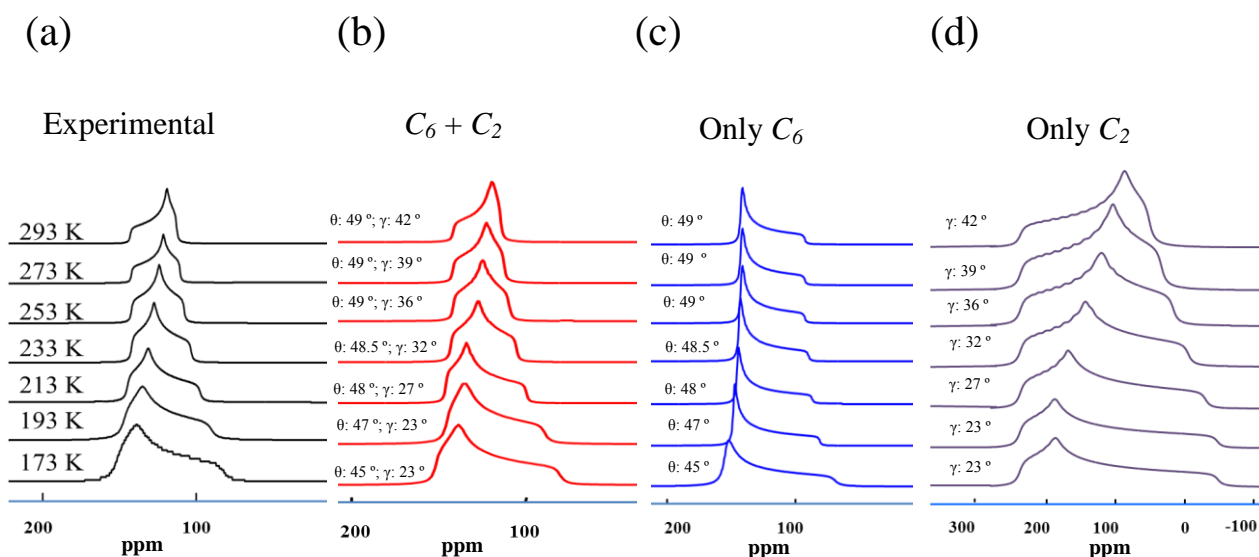 (a)
(b)
(c)
(d)
Experimental
C6 + C2
Only C6
Only C2
293 K
273 K
253 K
233 K
213 K
193 K
173 K
200
100
ppm
θ: 49 º; γ: 42 º
θ: 49 º; γ: 39 º
θ: 49 º; γ: 36 º
θ: 48.5 º; γ: 32 º
θ: 48 º; γ: 27 º
θ: 47 º; γ: 23 º
θ: 45 º; γ: 23 º
200
100
ppm
θ: 49 º
θ: 49 º
θ: 49 º
θ: 48.5 º
θ: 48 º
θ: 47 º
θ: 45 º
200
100
ppm
γ: 42 º
γ: 39 º
γ: 36 º
γ: 32 º
γ: 27 º
γ: 23 º
γ: 23 º
300
200
100
0
-100
ppm